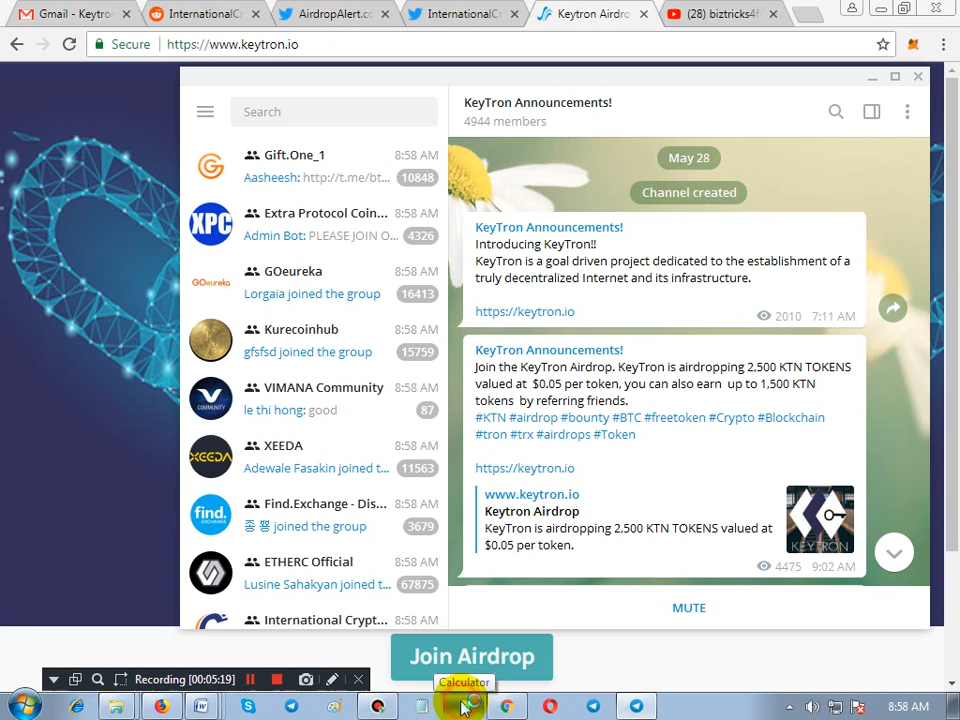 Gmail - Keytro
InternationalCr
AirdropAlert.co
InternationalC
Keytron Airdro
(28) biztricks4
Secure
https://www.keytron.io
Search
Gift.One_1
8:58 AM
Aasheesh: http://t.me/bt...
10848
Extra Protocol Coin...
8:58 AM
XPC
Admin Bot: PLEASE JOIN O...
4326
GOeureka
8:58 AM
GOeureka
Lorgaia joined the group
16413
Kurecoinhub
8:58 AM
gfsfsd joined the group
15759
VIMANA Community
8:58 AM
COMMUNITY
le thi hong: good
87
XEEDA
8:58 AM
XEEDA
Adewale Fasakin joined t...
11563
Find.Exchange - Dis...
8:58 AM
find.
EXCHANGE
종 뿅 joined the group
3679
ETHERC Official
8:58 AM
Lusine Sahakyan joined t...
67875
International Crypt...
8:58 AM
KeyTron Announcements!
4944 members
May 28
Channel created
KeyTron Announcements!
Introducing KeyTron!!
KeyTron is a goal driven project dedicated to the establishment of a
truly decentralized Internet and its infrastructure.
https://keytron.io
2010 7:11 AM
KeyTron Announcements!
Join the KeyTron Airdrop. KeyTron is airdropping 2,500 KTN TOKENS
valued at $0.05 per token, you can also earn up to 1,500 KTN
tokens by referring friends.
#KTN #airdrop #bounty #BTC #freetoken #Crypto #Blockchain
#tron #trx #airdrops #Token
https://keytron.io
www.keytron.io
Keytron Airdrop
KeyTron is airdropping 2,500 KTN TOKENS valued at
$0.05 per token.
KEYTRON
4475 9:02 AM
MUTE
Join Airdrop
Calculator
Recording [00:05:19]
8:58 AM